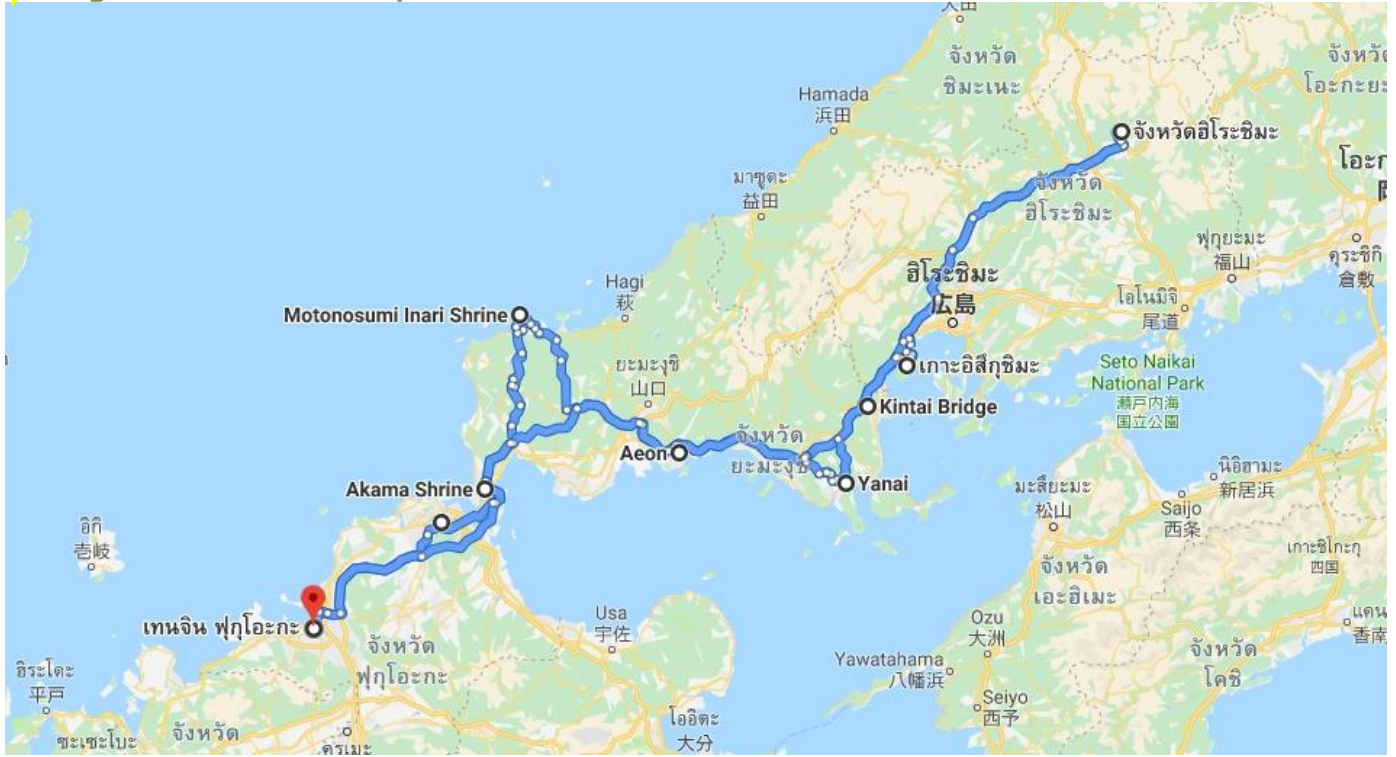 จังหวัด
ชิมะเนะ
Hamada
浜田
จังหวัดฮิโระชิมะ
มาซูดะ
益田
จังหวัด
ฮิโระชิมะ
ฟุกุยะมะ
福山
คุระชิกิ
倉敷
ฮิโระชิมะ
広島
Hagi
萩
โอโนมิจิ
尾道
Motonosumi Inari Shrine
ยะมะงุชิ
山口
เกาะอิสึกุชิมะ
Seto Naikai
National Park
瀬戸内海
国立公園
Kintai Bridge
Aeon
จังหวัด
ยะมะงุชิ
Yanai
Akama Shrine
มะสึยะมะ
松山
นิอิฮามะ
新居浜
Saijo
西条
อิกิ
壱岐
เกาะชิโกะกุ
四国
จังหวัด
เอะฮิเมะ
เทนจิน ฟุกุโอะกะ
จังหวัด
ฟุกุโอะกะ
Usa
宇佐
Ozu
大洲
Yawatahama
八幡浜
จังหวัด
โคชิ
香南
ฮิระโดะ
平戸
Seiyo
西予
โออิตะ
大分
ซะเซะโบะ
จังหวัด
คุรุเมะ